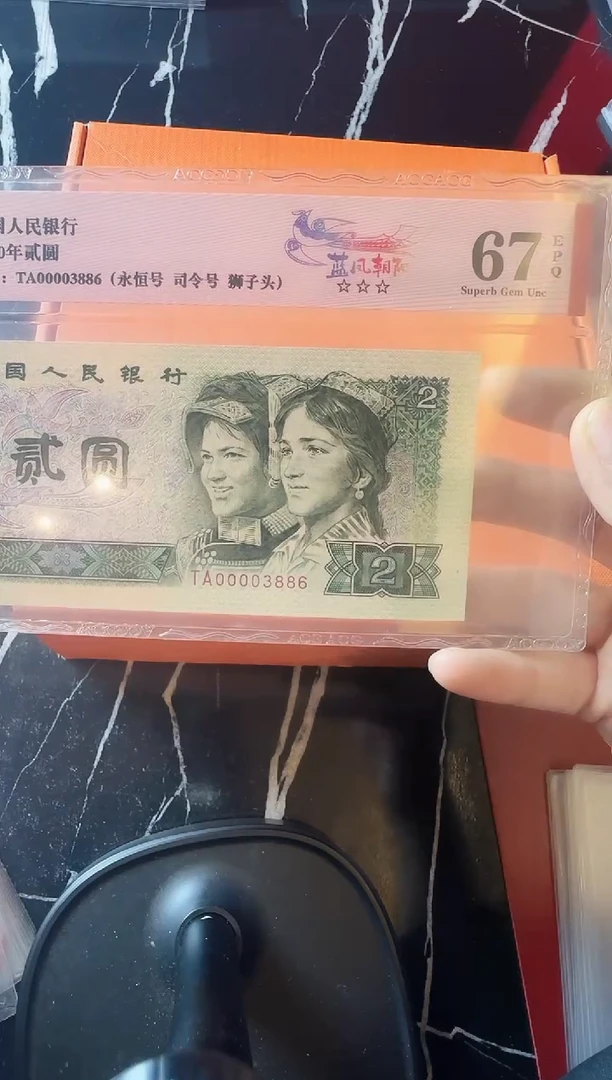 国人民银行
0年贰圆
: TA00003886 (永恒号 司令号 狮子头)
蓝凤朝阳
☆☆☆
67
EPQ
Superb Gem Unc
国人民银行
2
贰圆
TA00003886
2